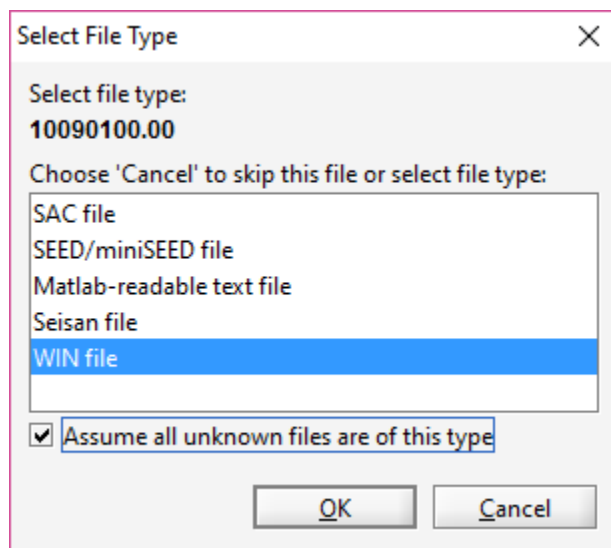 Select File Type
Select file type:
10090100.00
Choose 'Cancel' to skip this file or select file type:
SAC file
SEED/miniSEED file
Matlab-readable text file
Seisan file
WIN file
Assume all unknown files are of this type
OK Cancel